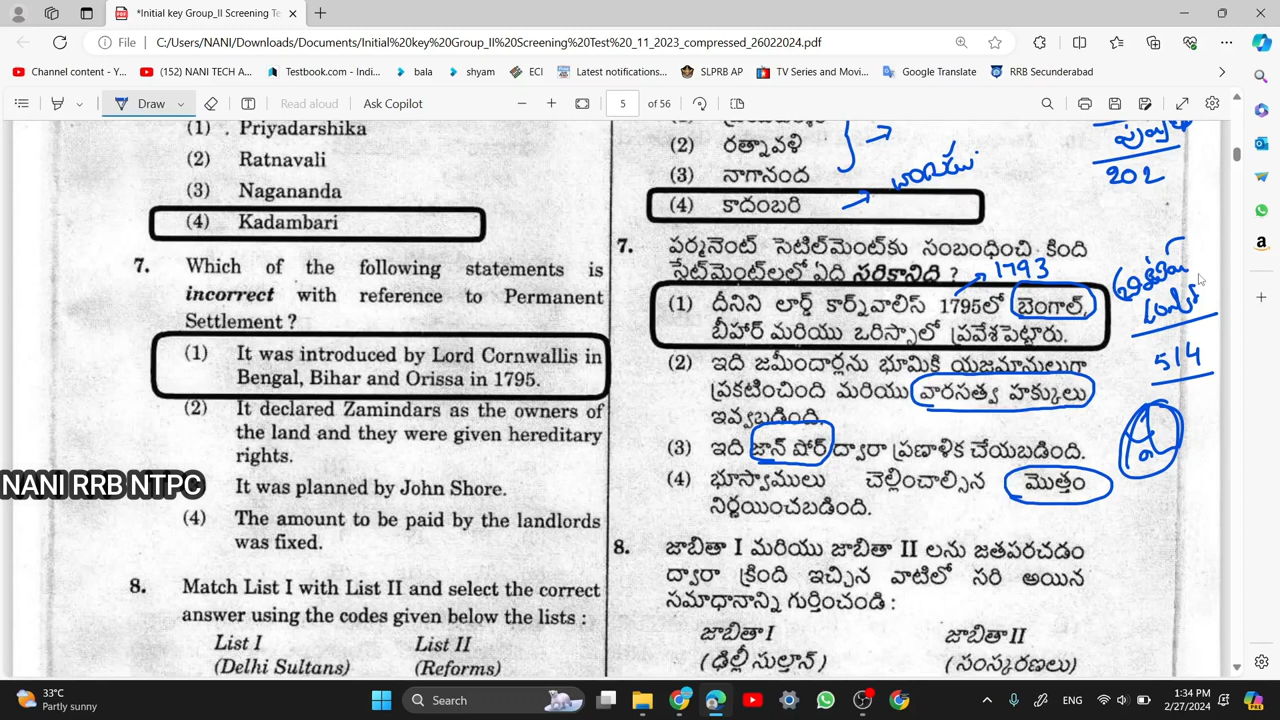 *Initial key Group_II Screening Te
File
C:/Users/NANI/Downloads/Documents/Initial%20key%20Group_II%20Screening%20Test%20_11_2023_compressed_26022024.pdf
Channel content - Y...
(152) NANI TECH A...
Testbook.com - Indi...
bala
shyam
ECI
Latest notifications...
SLPRB AP
TV Series and Movi...
Google Translate
RRB Secunderabad
Draw
Read aloud
Ask Copilot
5
of 56
(1) . Priyadarshika
(2) Ratnavali
(3) Nagananda
(4) Kadambari
7. Which of the following statements is
incorrect with reference to Permanent
Settlement ?
(1) It was introduced by Lord Cornwallis in
Bengal, Bihar and Orissa in 1795.
(2) It declared Zamindars as the owners of
the land and they were given hereditary
rights.
NANI RRB NTPC
It was planned by John Shore.
(4) The amount to be paid by the landlords
was fixed.
8. Match List I with List II and select the correct
answer using the codes given below the lists :
List I List II
(Delhi Sultans) (Reforms)
(2) రత్నావళి
(3) నాగానంద
(4) కాదంబరి
202
7. పర్మనెంట్ సెటిల్‌మెంట్‌కు సంబంధించి కింది
సేట్‌మెంట్‌లలో ఏది సరికానిది ?
1793
(1) దీనిని లార్డ్ కార్న్‌వాలిస్ 1795లో బెంగాల్,
బీహార్ మరియు ఒరిస్సాలో ప్రవేశపెట్టారు.
(2) ఇది జమీందార్లను భూమికి యజమానులుగా
ప్రకటించింది మరియు వారసత్వ హక్కులు
ఇవ్వబడింది.
514
(3) ఇది జాన్ షోర్ ద్వారా ప్రణాళిక చేయబడింది.
(4) భూస్వాములు చెల్లించాల్సిన మొత్తం
నిర్ణయించబడింది.
8. జాబితా I మరియు జాబితా II లను జతపరచడం
ద్వారా క్రింది ఇచ్చిన వాటిలో సరి అయిన
సమాధానాన్ని గుర్తించండి :
జాబితా I జాబితా II
(ఢిల్లీ సుల్తాన్) (సంస్కరణలు)
33°C
Partly sunny
Search
ENG
1:34 PM
2/27/2024